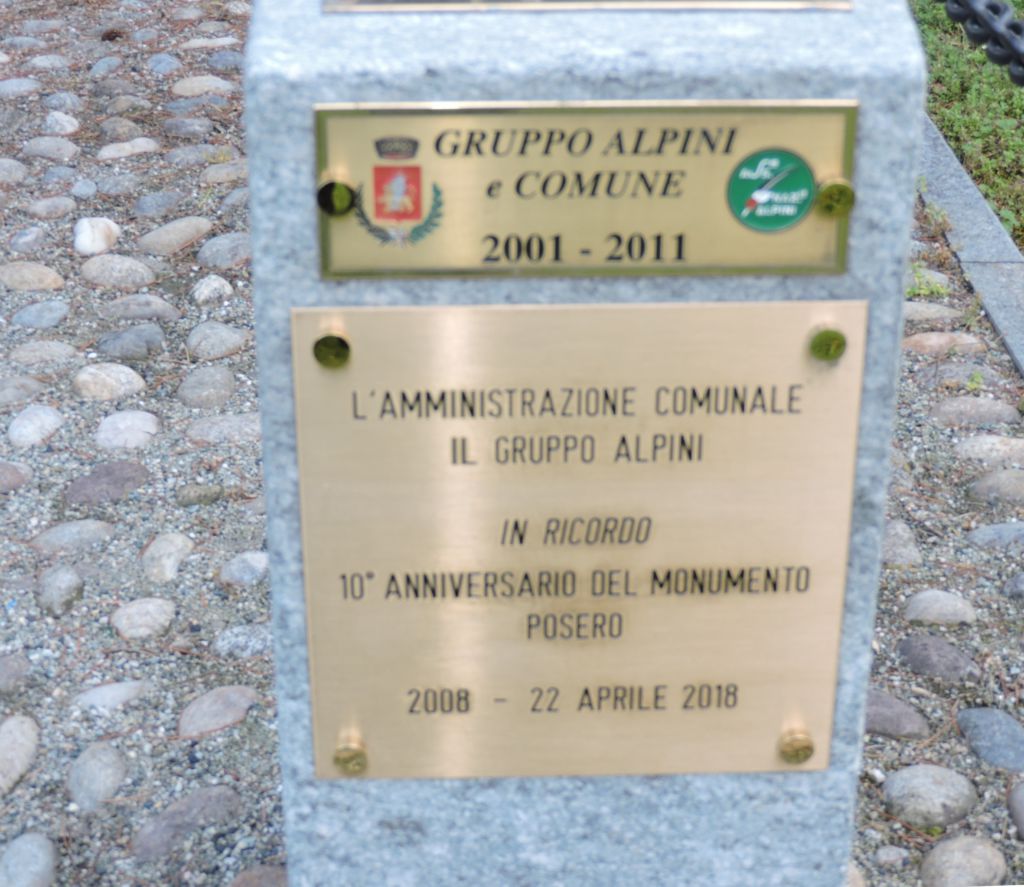 GRUPPO ALPINI
e COMUNE
2001 - 2011
ALPINI
L'AMMINISTRAZIONE COMUNALE
IL GRUPPO ALPINI
IN RICORDO
10° ANNIVERSARIO DEL MONUMENTO
POSERO
2008 - 22 APRILE 2018